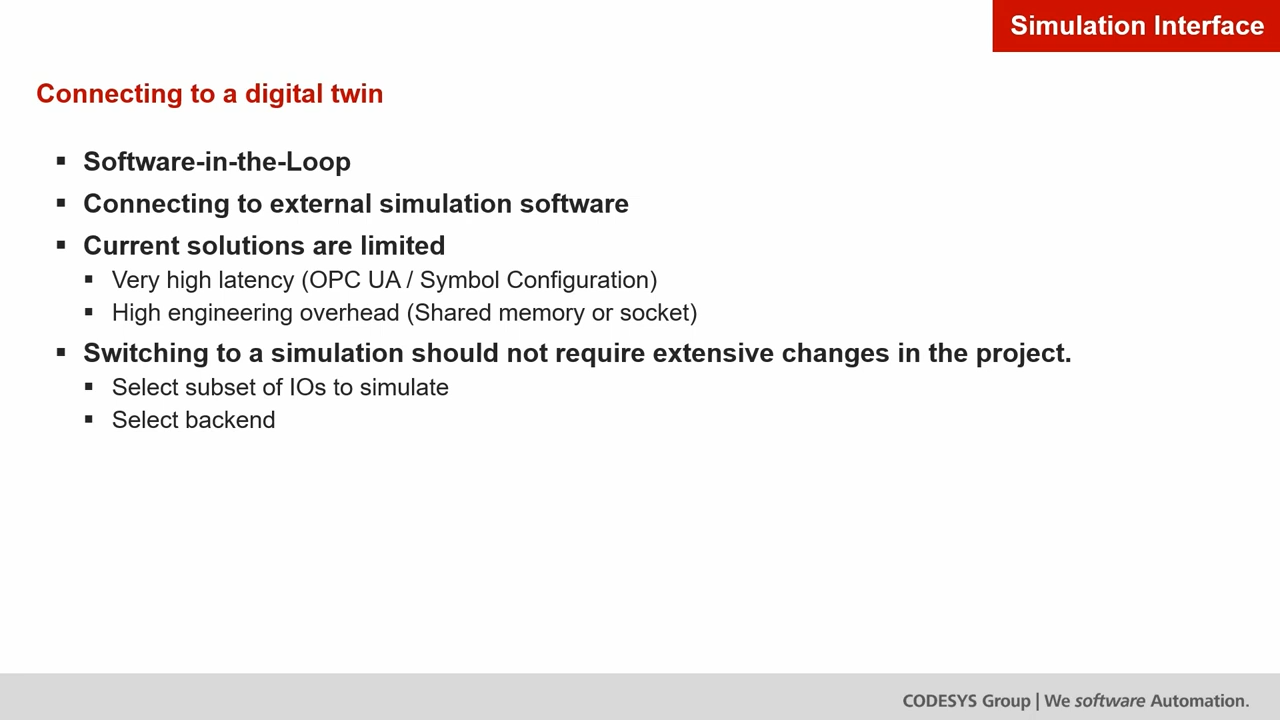 Simulation Interface
Connecting to a digital twin
▪ Software-in-the-Loop
▪ Connecting to external simulation software
▪ Current solutions are limited
▪ Very high latency (OPC UA / Symbol Configuration)
▪ High engineering overhead (Shared memory or socket)
▪ Switching to a simulation should not require extensive changes in the project.
▪ Select subset of IOs to simulate
▪ Select backend
CODESYS Group | We software Automation.